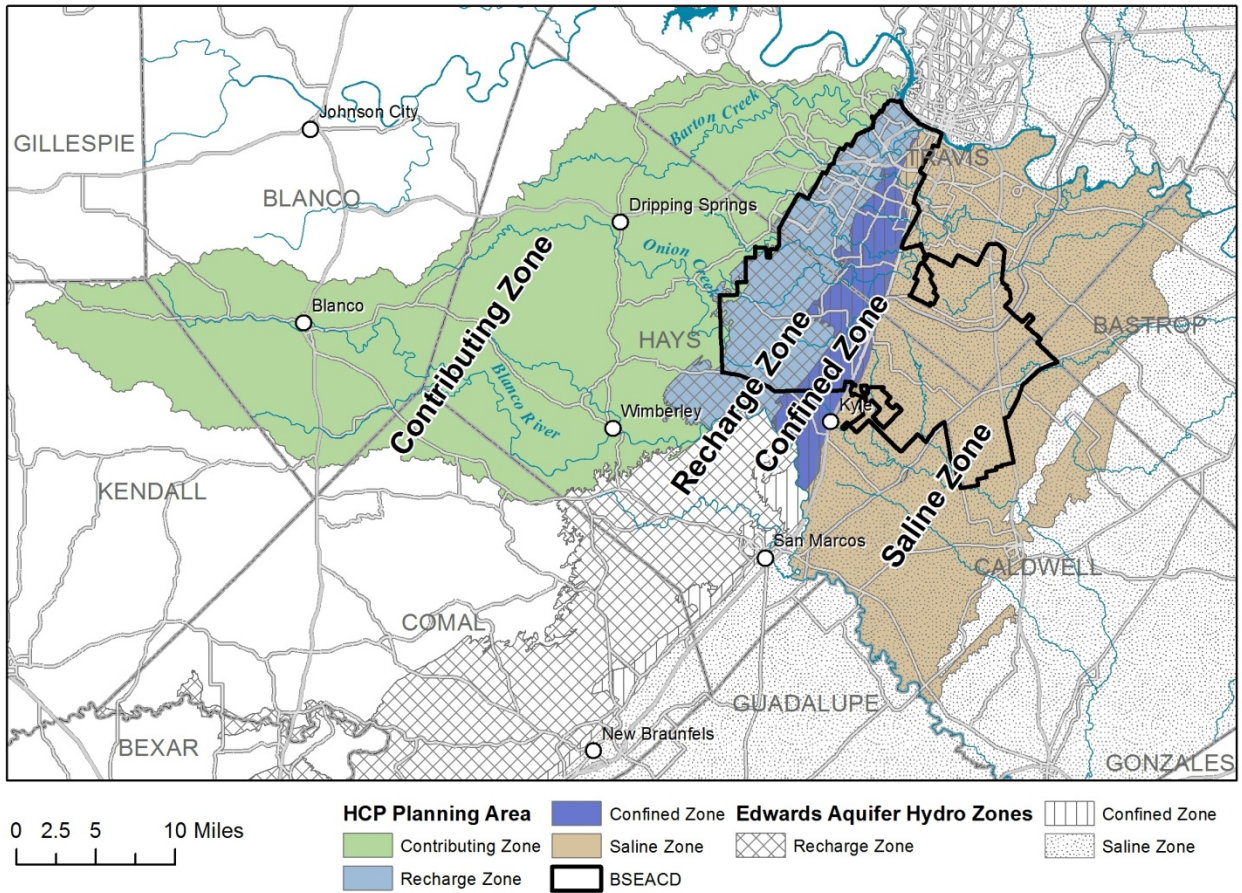 Johnson City
GILLESPIE
BLANCO
Barton Creek
TRAVIS
Dripping Springs
Onion Creek
Contributing Zone
Blanco
HAYS
BASTROP
Recharge Zone
Confined Zone
Blanco River
Wimberley
Kyle
Saline Zone
KENDALL
San Marcos
CALDWELL
COMAL
GUADALUPE
BEXAR
New Braunfels
GONZALES
0 2.5 5 10 Miles
HCP Planning Area
Contributing Zone
Recharge Zone
Confined Zone
Saline Zone
BSEACD
Edwards Aquifer Hydro Zones
Recharge Zone
Confined Zone
Saline Zone